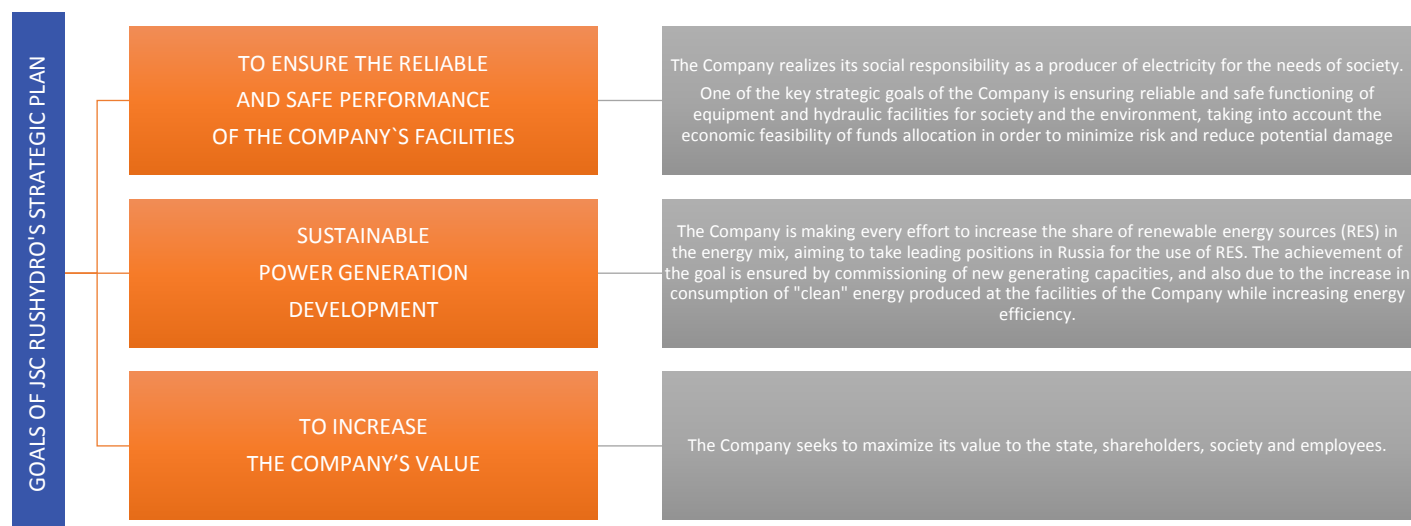 GOALS OF JSC RUSHYDRO'S STRATEGIC PLAN
TO ENSURE THE RELIABLE
AND SAFE PERFORMANCE
OF THE COMPANY`S FACILITIES
The Company realizes its social responsibility as a producer of electricity for the needs of society.
One of the key strategic goals of the Company is ensuring reliable and safe functioning of
equipment and hydraulic facilities for society and the environment, taking into account the
economic feasibility of funds allocation in order to minimize risk and reduce potential damage
SUSTAINABLE
POWER GENERATION
DEVELOPMENT
The Company is making every effort to increase the share of renewable energy sources (RES) in
the energy mix, aiming to take leading positions in Russia for the use of RES. The achievement of
the goal is ensured by commissioning of new generating capacities, and also due to the increase in
consumption of "clean" energy produced at the facilities of the Company while increasing energy
efficiency.
TO INCREASE
THE COMPANY’S VALUE
The Company seeks to maximize its value to the state, shareholders, society and employees.